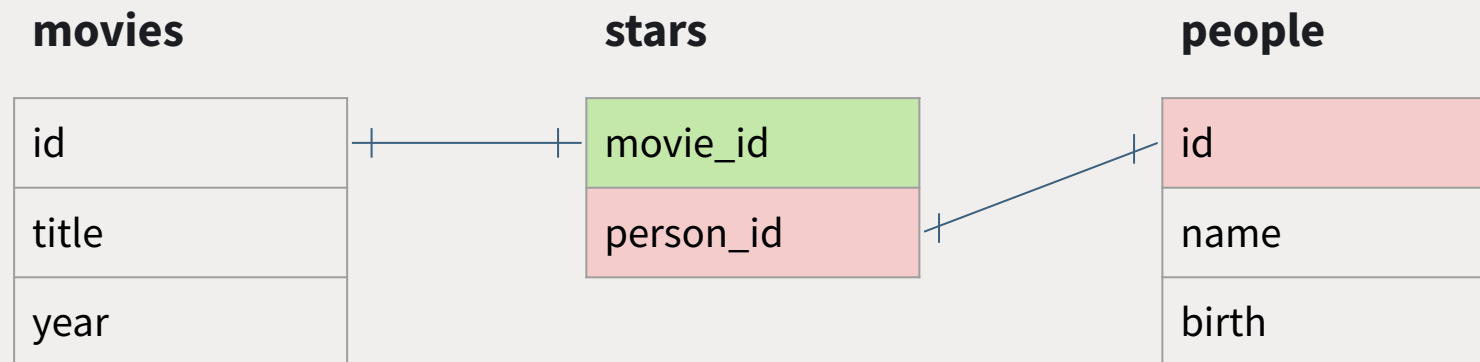 movies
id
title
year
stars
movie_id
person_id
people
id
name
birth